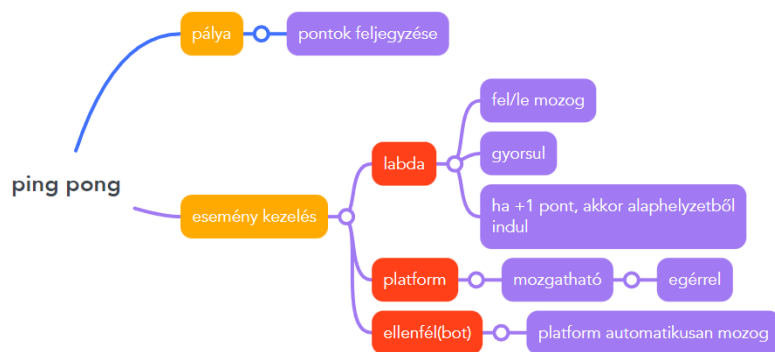 ping pong
pálya
pontok feljegyzése
esemény kezelés
labda
fel/le mozog
gyorsul
ha +1 pont, akkor alaphelyzetből
indul
platform
mozgatható
egérrel
ellenfél(bot)
platform automatikusan mozog